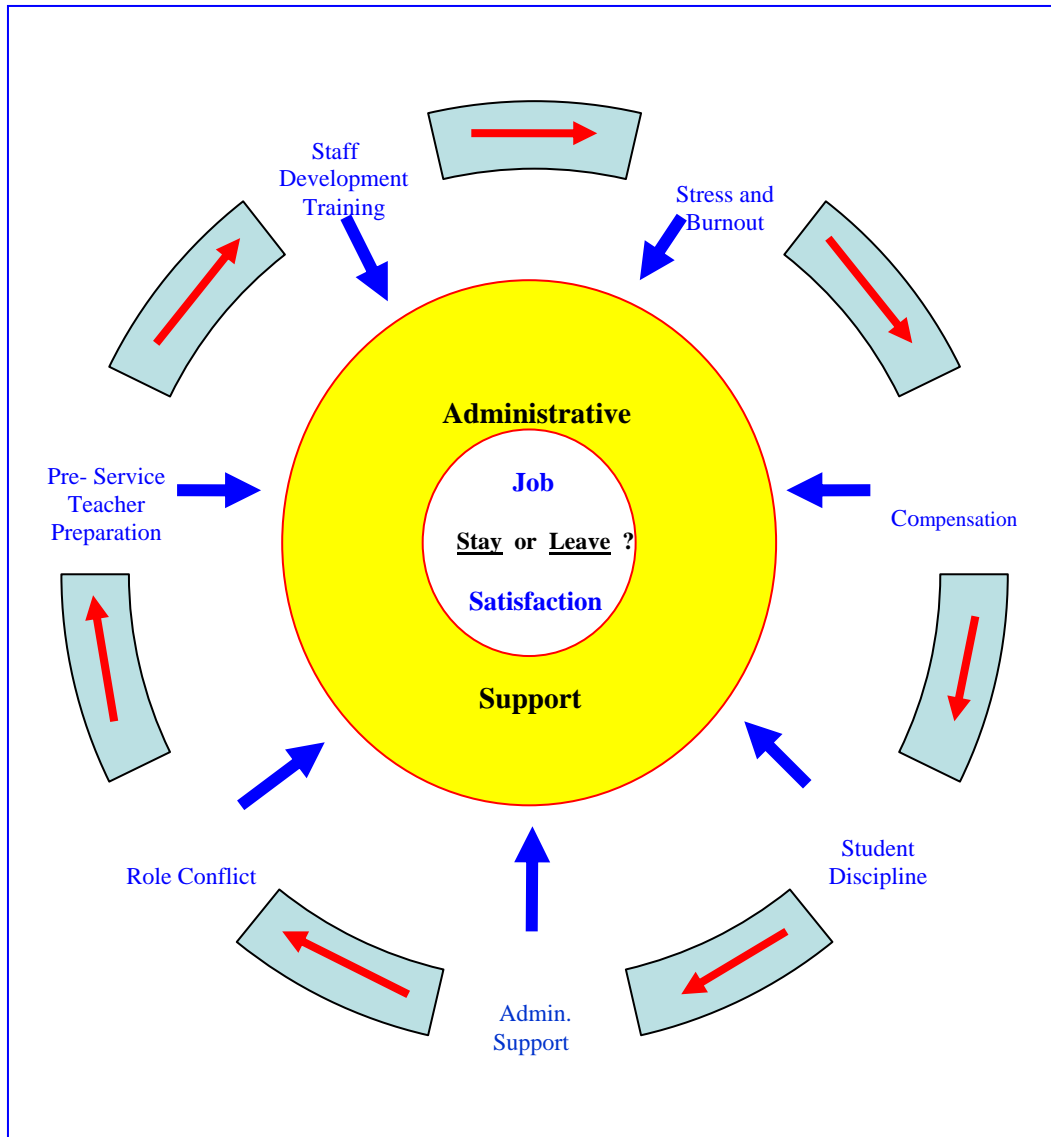 Staff
Development
Training
Stress and
Burnout
Administrative
Job
Pre- Service
Teacher
Preparation
Compensation
Stay or Leave ?
Satisfaction
Support
Student
Discipline
Role Conflict
Admin.
Support